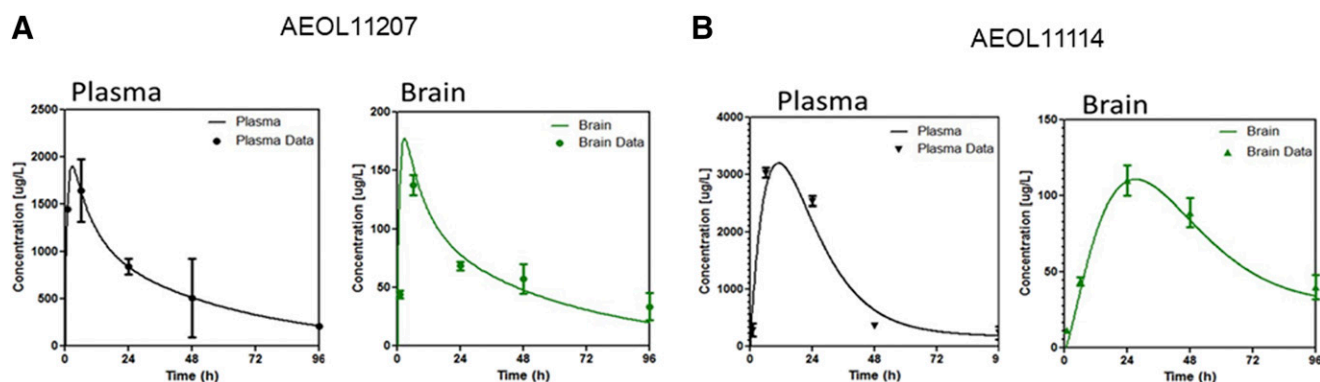 A
AEOL11207
Plasma
Concentration [ug/L]
2500
2000
1500
1000
500
0
0 24 48 72 96
Time (h)
Plasma
Plasma Data
Brain
Concentration [ug/L]
200
150
100
50
0
0 24 48 72 96
Time (h)
Brain
Brain Data
B
AEOL11114
Plasma
Concentration [ug/L]
4000
3000
2000
1000
0
0 24 48 72 96
Time (h)
Plasma
Plasma Data
Brain
Concentration [ug/L]
150
100
50
0
0 24 48 72 96
Time (h)
Brain
Brain Data